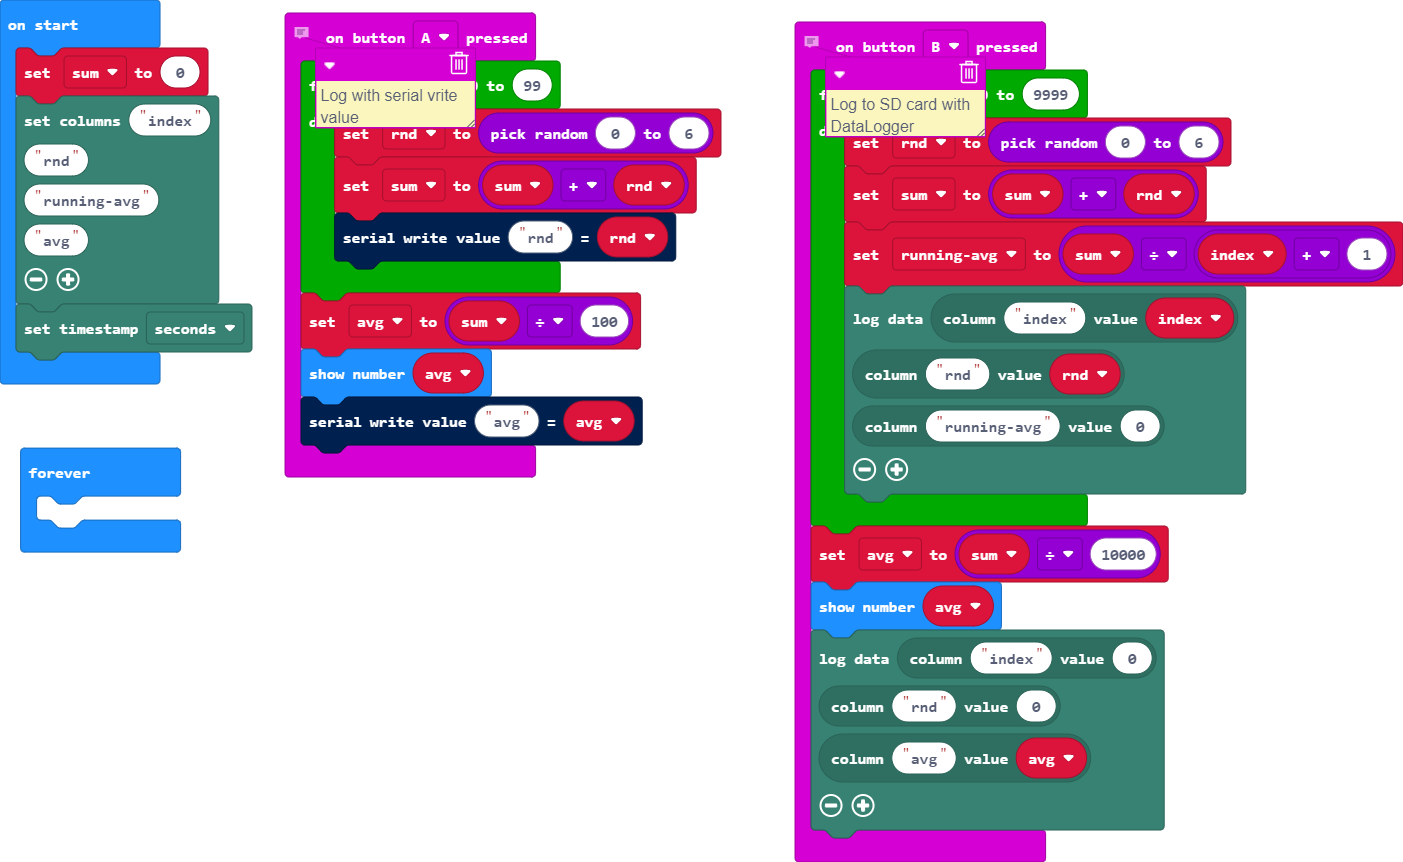 on start
set sum to 0
set columns "index"
"rnd"
"running-avg"
"avg"
set timestamp seconds
forever
on button A pressed
Log with serial vrite
value
to 99
set rnd to pick random 0 to 6
set sum to sum + rnd
serial write value "rnd" = rnd
set avg to sum ÷ 100
show number avg
serial write value "avg" = avg
on button B pressed
Log to SD card with
DataLogger
to 9999
set rnd to pick random 0 to 6
set sum to sum + rnd
set running-avg to sum ÷ index + 1
log data column "index" value index
column "rnd" value rnd
column "running-avg" value 0
set avg to sum ÷ 10000
show number avg
log data column "index" value 0
column "rnd" value 0
column "avg" value avg